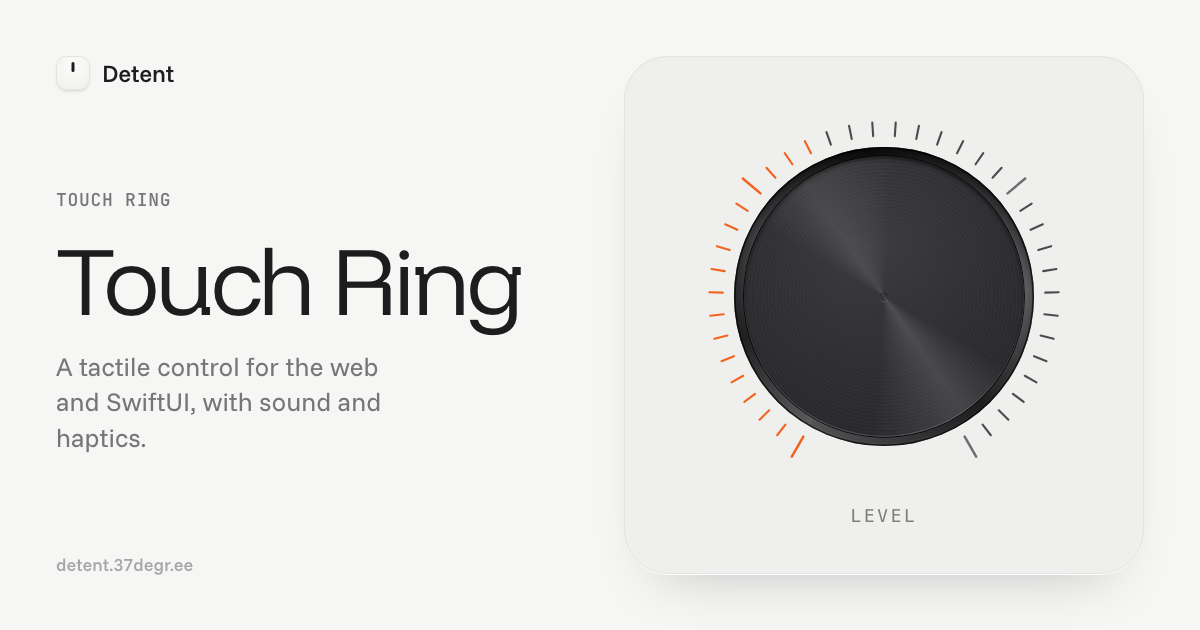 Detent
TOUCH RING
Touch Ring
A tactile control for the web
and SwiftUI, with sound and
haptics.
LEVEL
detent.37degr.ee